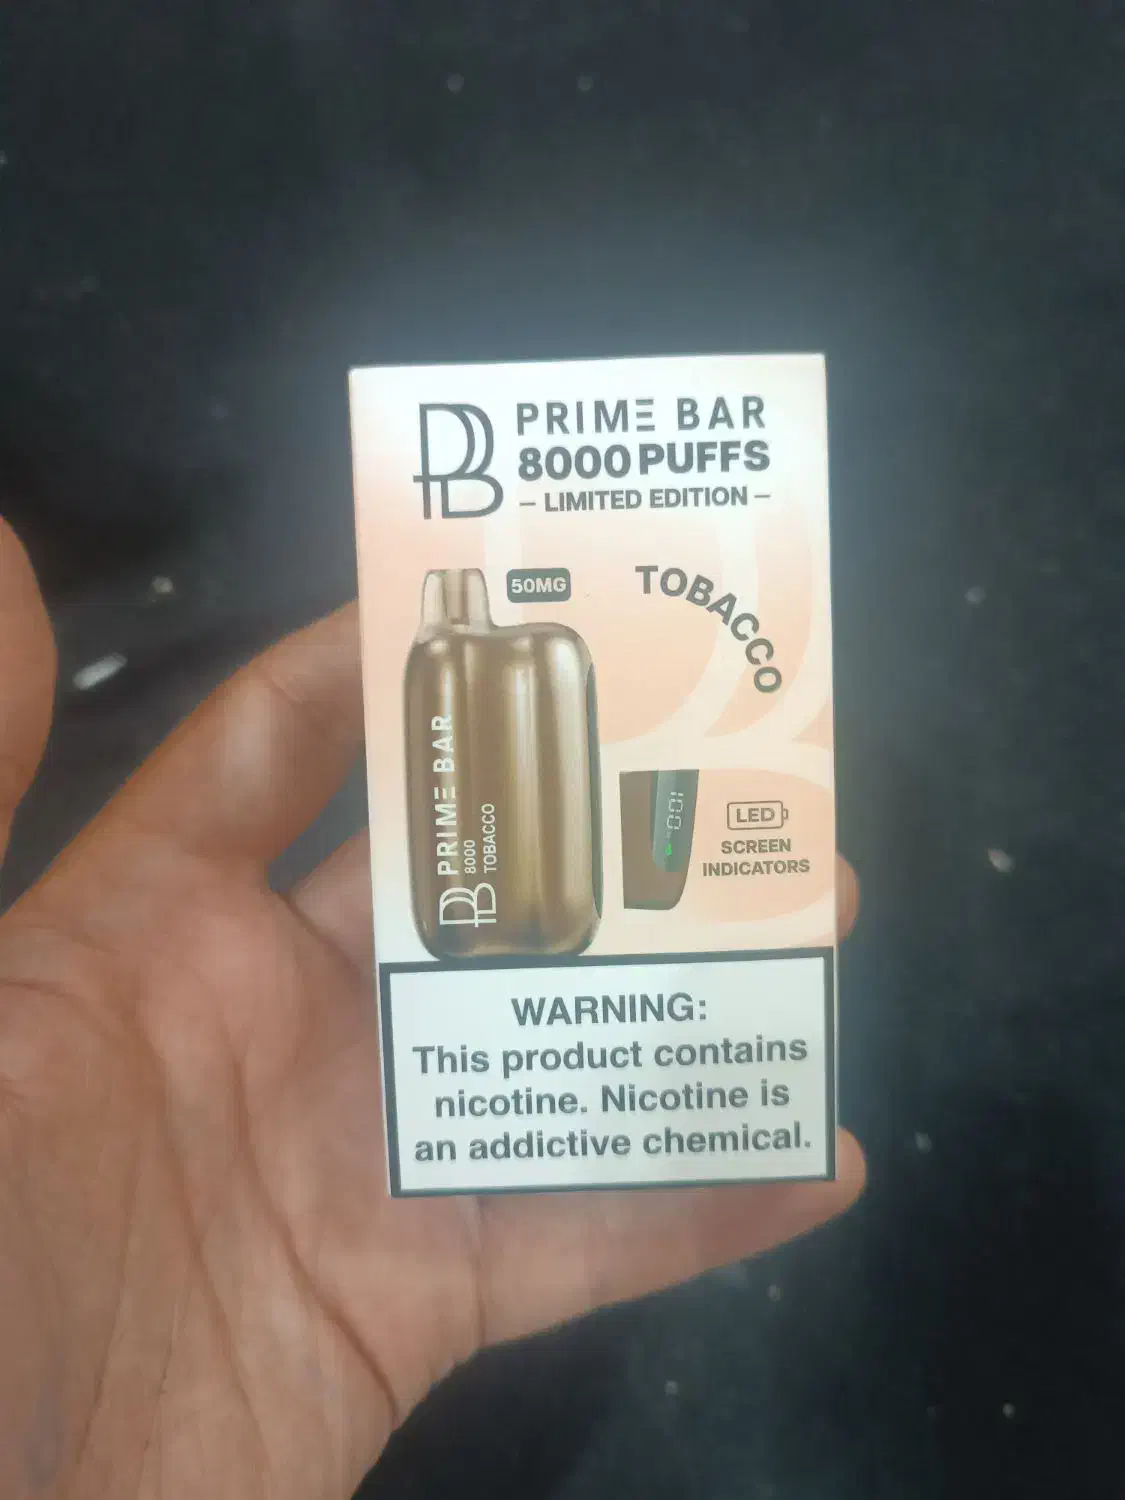 PRIME BAR
8000 PUFFS
– LIMITED EDITION –
50MG
TOBACCO
PRIME BAR
8000
TOBACCO
100
LED
SCREEN
INDICATORS
WARNING:
This product contains
nicotine. Nicotine is
an addictive chemical.